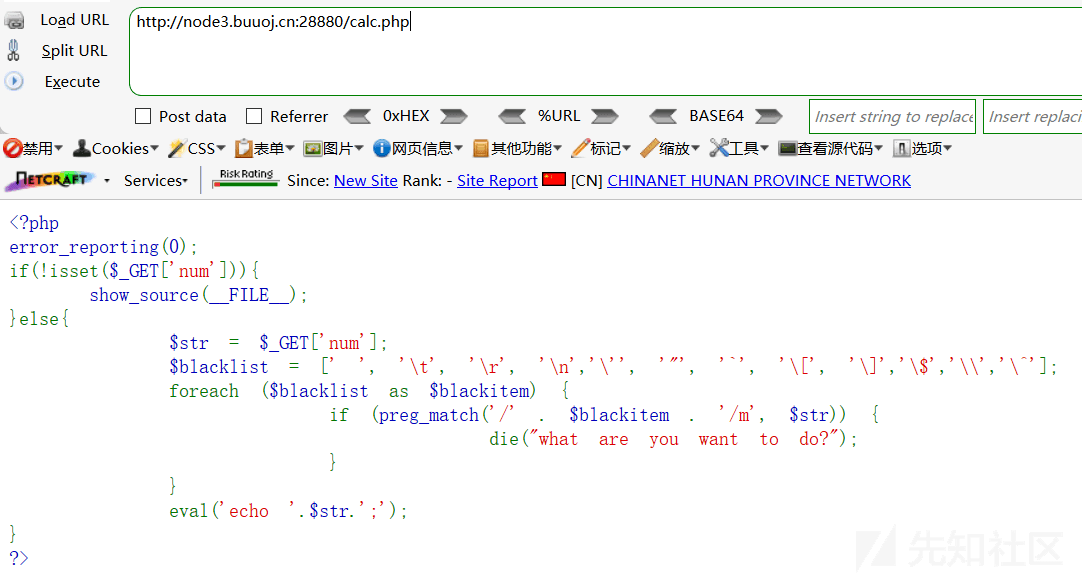 Load URL
http://node3.buuoj.cn:28880/calc.php
Split URL
Execute
Post data Referrer 0xHEX %URL BASE64 Insert string to replace Insert replaci
禁用 Cookies CSS 表单 图片 网页信息 其他功能 标记 缩放 工具 查看源代码 选项
NETCRAFT Services Risk Rating Since: New Site Rank: - Site Report [CN] CHINANET HUNAN PROVINCE NETWORK
<?php
error_reporting(0);
if(!isset($_GET['num'])){
show_source(__FILE__);
}else{
$str = $_GET['num'];
$blacklist = [' ', '\t', '\r', '\n','\'', '"', '`', '\[', '\]','\$','\\','\^'];
foreach ($blacklist as $blackitem) {
if (preg_match('/' . $blackitem . '/m', $str)) {
die("what are you want to do?");
}
}
eval('echo '.$str.';');
}
?>
先知社区